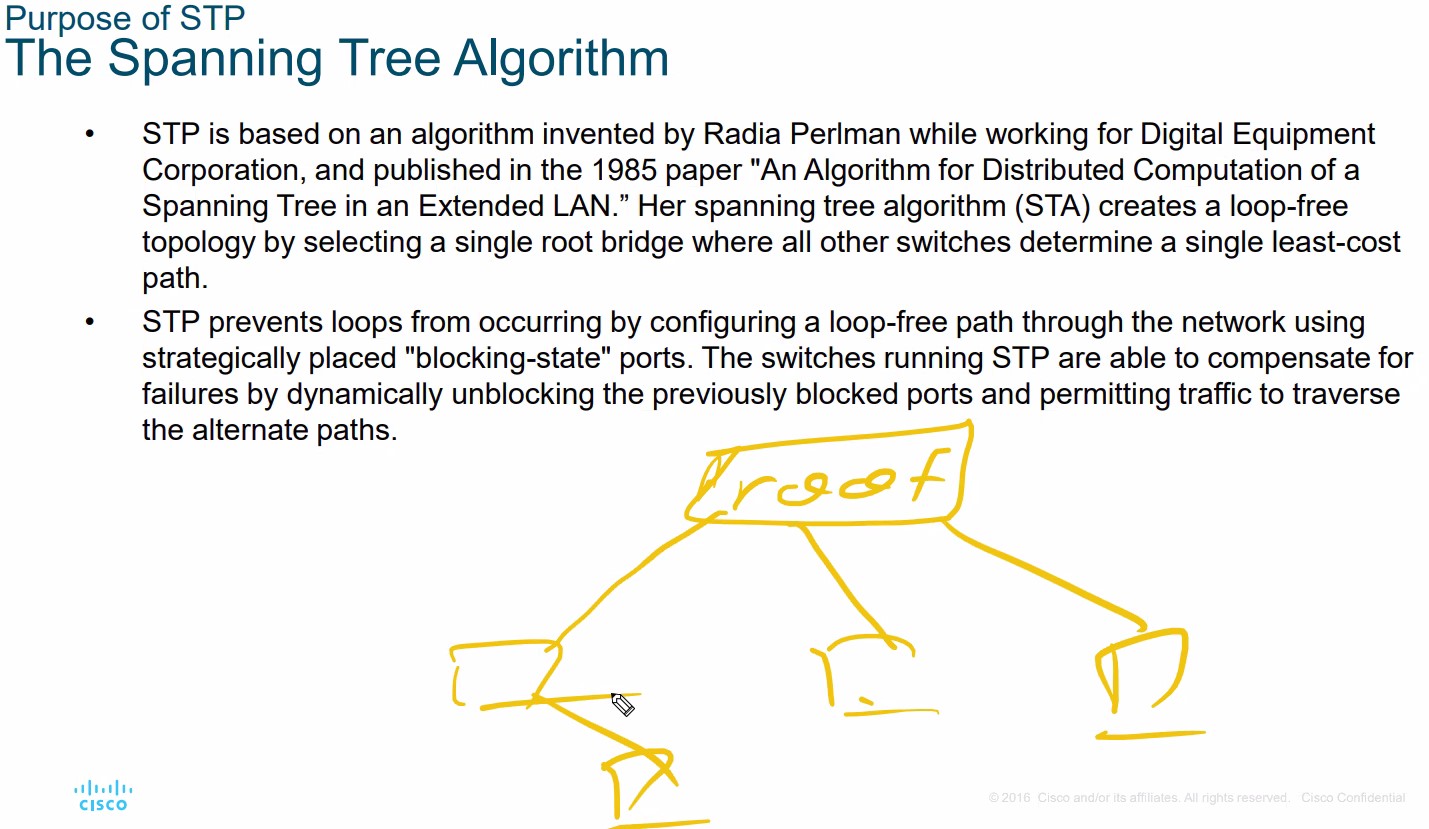 Purpose of STP
The Spanning Tree Algorithm
• STP is based on an algorithm invented by Radia Perlman while working for Digital Equipment
Corporation, and published in the 1985 paper "An Algorithm for Distributed Computation of a
Spanning Tree in an Extended LAN.” Her spanning tree algorithm (STA) creates a loop-free
topology by selecting a single root bridge where all other switches determine a single least-cost
path.
• STP prevents loops from occurring by configuring a loop-free path through the network using
strategically placed "blocking-state" ports. The switches running STP are able to compensate for
failures by dynamically unblocking the previously blocked ports and permitting traffic to traverse
the alternate paths.
root
CISCO
© 2016 Cisco and/or its affiliates. All rights reserved. Cisco Confidential